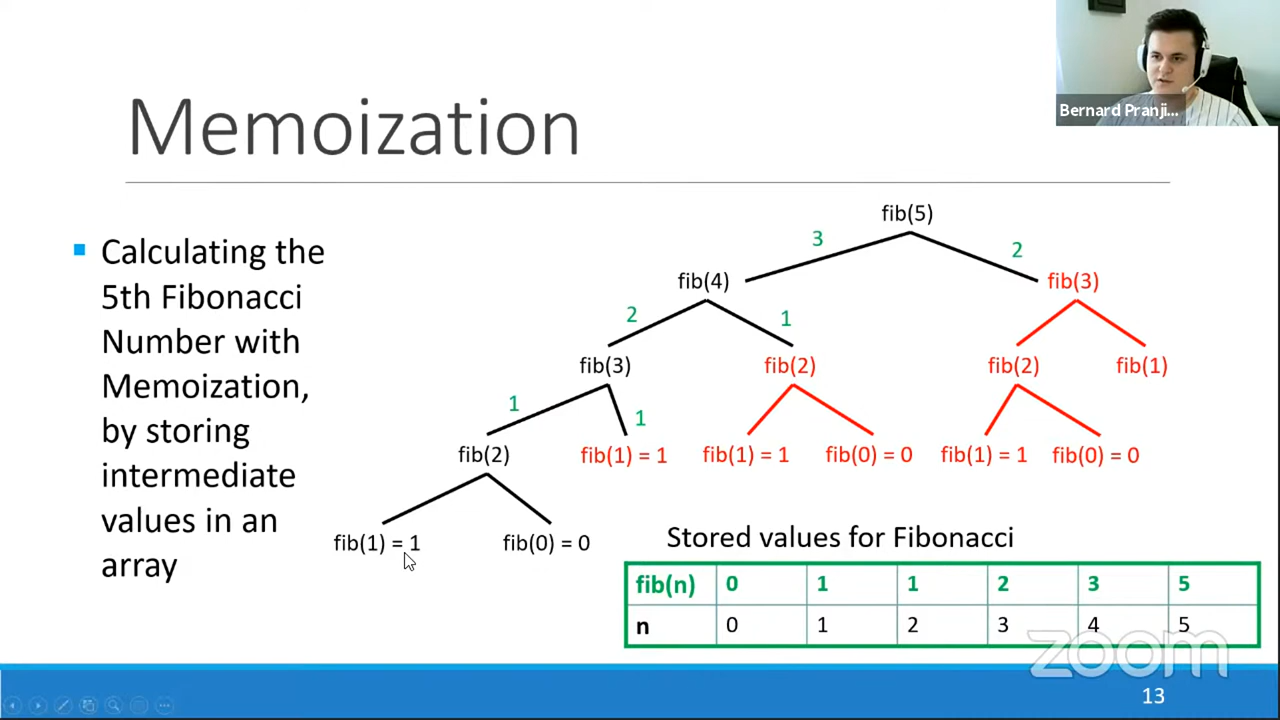 Bernard Pranji...
Memoization
Calculating the
5th Fibonacci
Number with
Memoization,
by storing
intermediate
values in an
array
fib(5)
3
2
fib(4)
fib(3)
2
1
fib(3)
fib(2)
fib(2)
fib(1)
1
1
fib(2)
fib(1) = 1
fib(1) = 1
fib(0) = 0
fib(1) = 1
fib(0) = 0
fib(1) = 1
fib(0) = 0
Stored values for Fibonacci
fib(n) 0 1 1 2 3 5
n 0 1 2 3 4 5
zoom
13